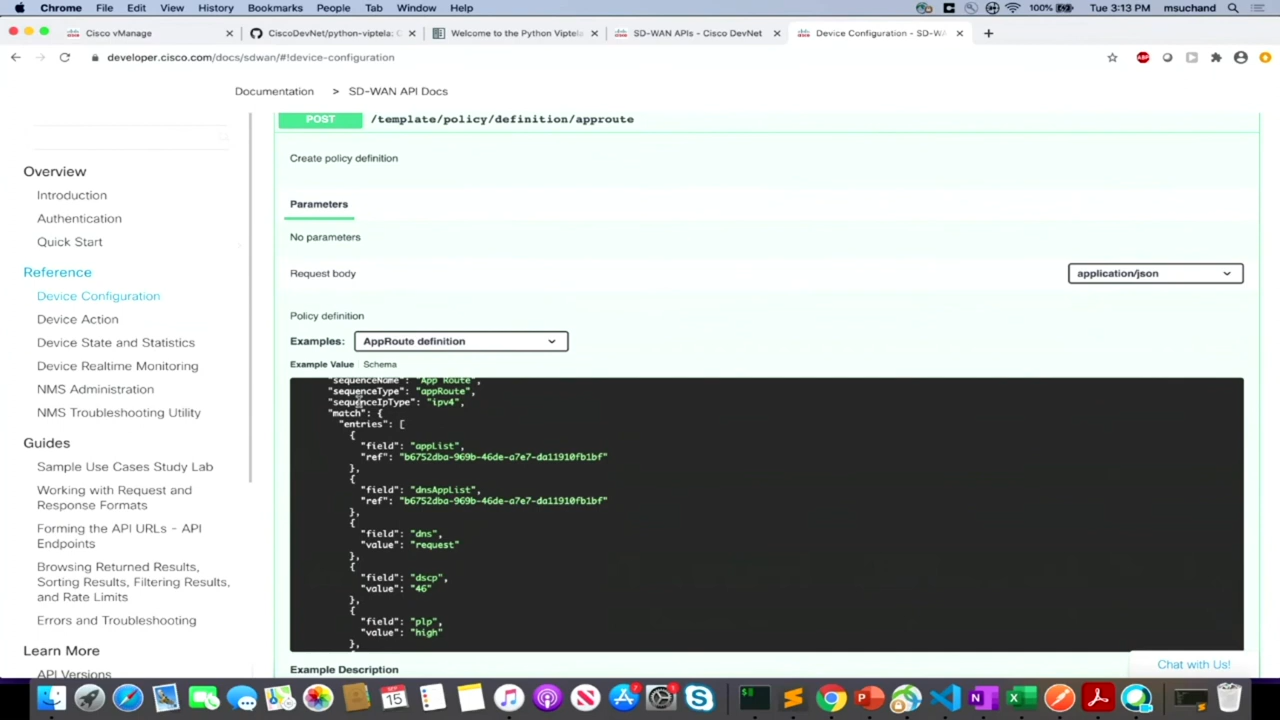 Chrome File Edit View History Bookmarks People Tab Window Help 100% Tue 3:13 PM msuchand
Cisco vManage
CiscoDevNet/python-viptela: C
Welcome to the Python Viptela
SD-WAN APIs - Cisco DevNet
Device Configuration - SD-WA
developer.cisco.com/docs/sdwan/#!device-configuration
Documentation > SD-WAN API Docs
Overview
Introduction
Authentication
Quick Start
Reference
Device Configuration
Device Action
Device State and Statistics
Device Realtime Monitoring
NMS Administration
NMS Troubleshooting Utility
Guides
Sample Use Cases Study Lab
Working with Request and
Response Formats
Forming the API URLs - API
Endpoints
Browsing Returned Results,
Sorting Results, Filtering Results,
and Rate Limits
Errors and Troubleshooting
Learn More
API Versions
POST /template/policy/definition/approute
Create policy definition
Parameters
No parameters
Request body
application/json
Policy definition
Examples: AppRoute definition
Example Value Schema
"sequenceName": "App Route",
"sequenceType": "appRoute",
"sequenceIpType": "ipv4",
"match": {
"entries": [
{
"field": "appList",
"ref": "b6752dba-969b-46de-a7e7-da11910fb1bf"
},
{
"field": "dnsAppList",
"ref": "b6752dba-969b-46de-a7e7-da11910fb1bf"
},
{
"field": "dns",
"value": "request"
},
{
"field": "dscp",
"value": "46"
},
{
"field": "plp",
"value": "high"
},
Example Description
Chat with Us!
SEP
15